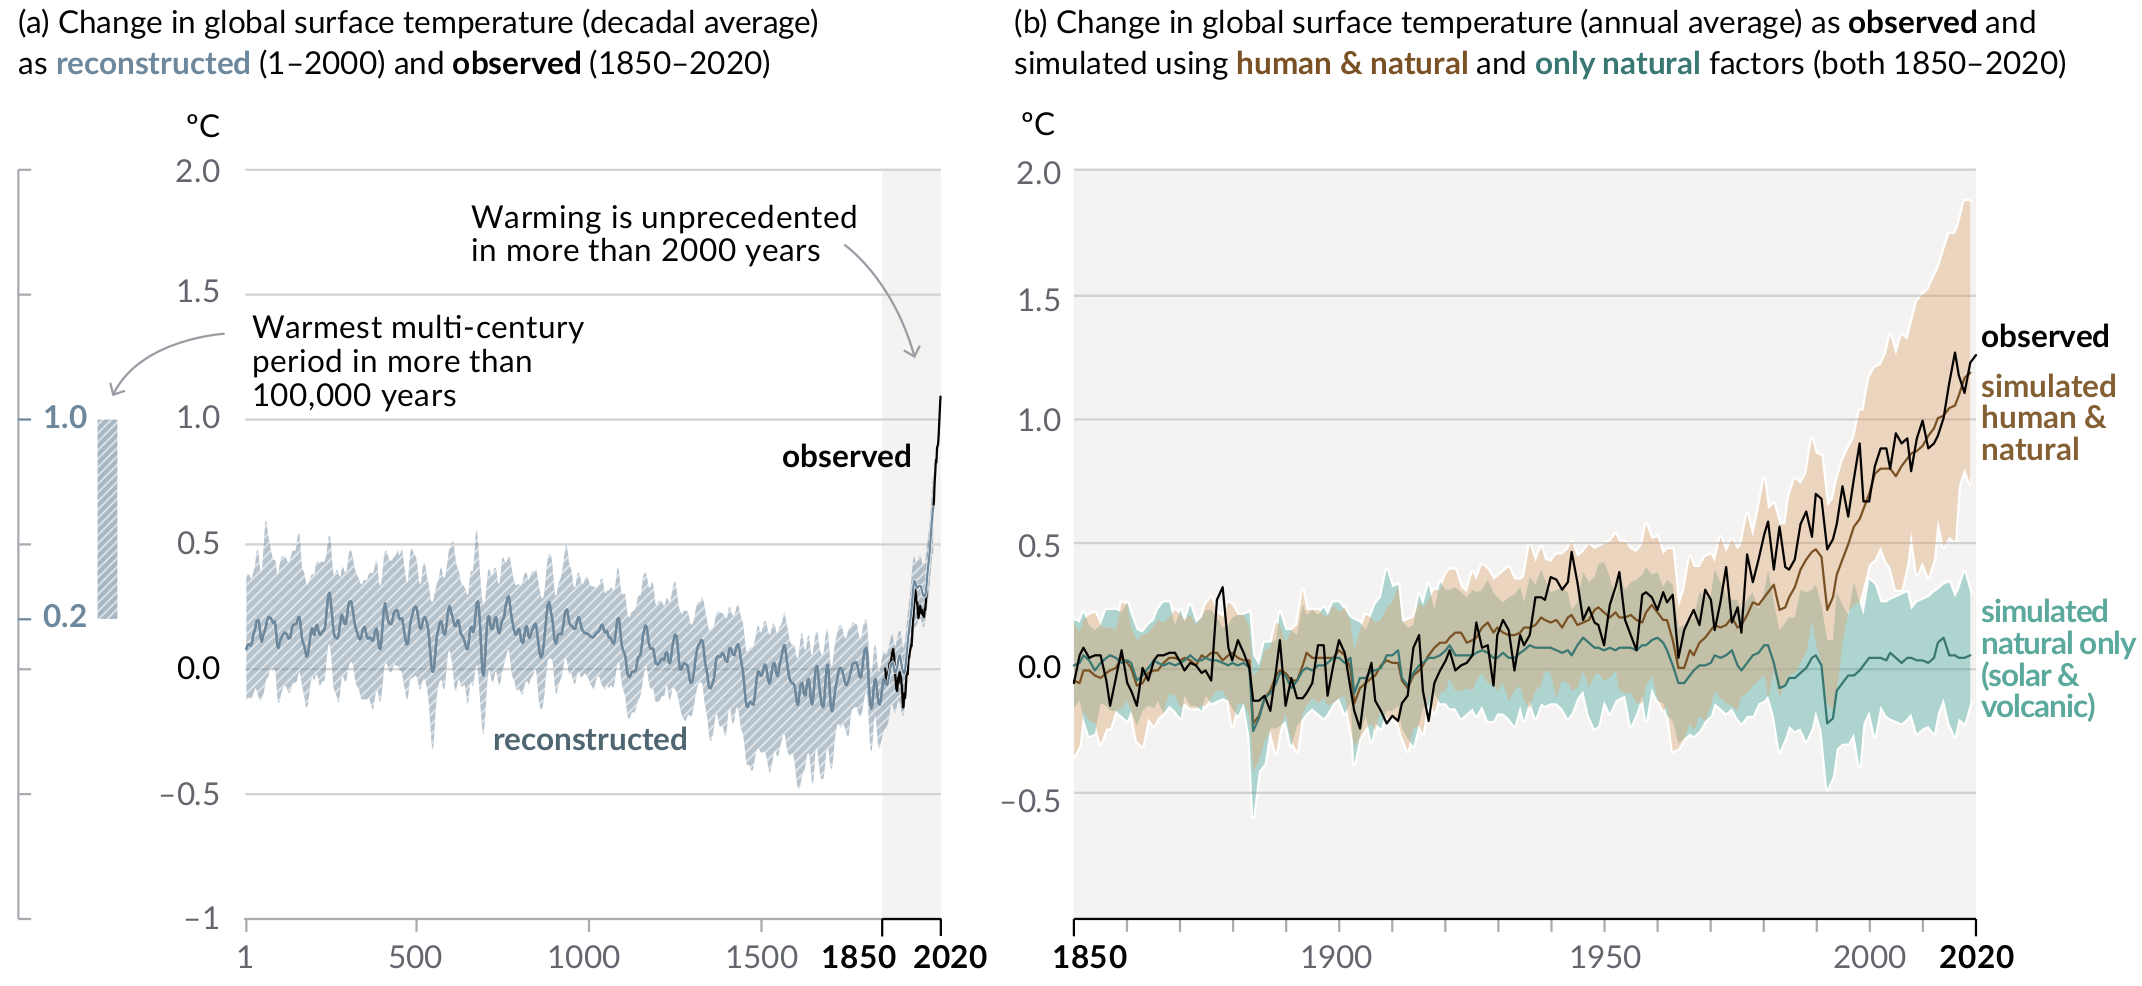 (a) Change in global surface temperature (decadal average)
as reconstructed (1–2000) and observed (1850–2020)
ºC
2.0
1.5
1.0
0.5
0.0
–0.5
–1
1.0
0.2
Warming is unprecedented
in more than 2000 years
Warmest multi-century
period in more than
100,000 years
observed
reconstructed
1
500
1000
1500
1850
2020
(b) Change in global surface temperature (annual average) as observed and
simulated using human & natural and only natural factors (both 1850–2020)
ºC
2.0
1.5
1.0
0.5
0.0
–0.5
observed
simulated
human &
natural
simulated
natural only
(solar &
volcanic)
1850
1900
1950
2000
2020